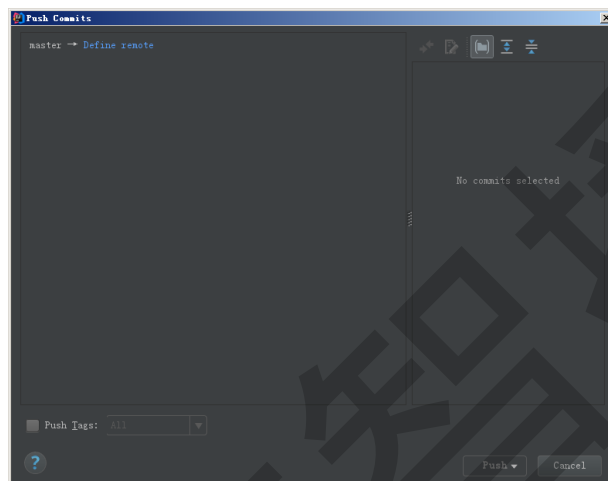 Push Commits
master → Define remote
No commits selected
Push Tags:
All
?
Push
Cancel